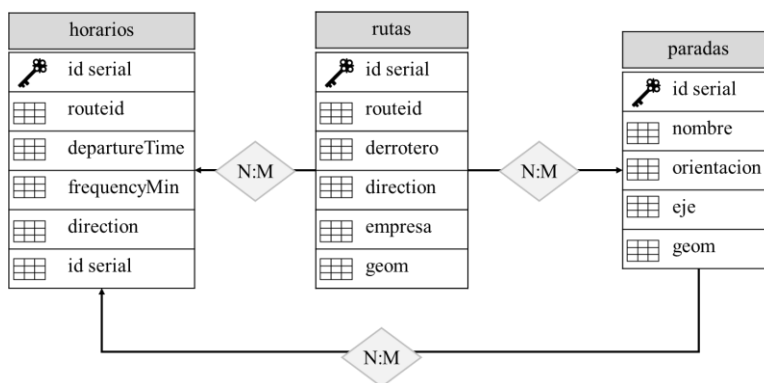 horarios
id serial
routeid
departureTime
frequencyMin
direction
id serial
N:M
rutas
id serial
routeid
derrotero
direction
empresa
geom
N:M
paradas
id serial
nombre
orientacion
eje
geom
N:M